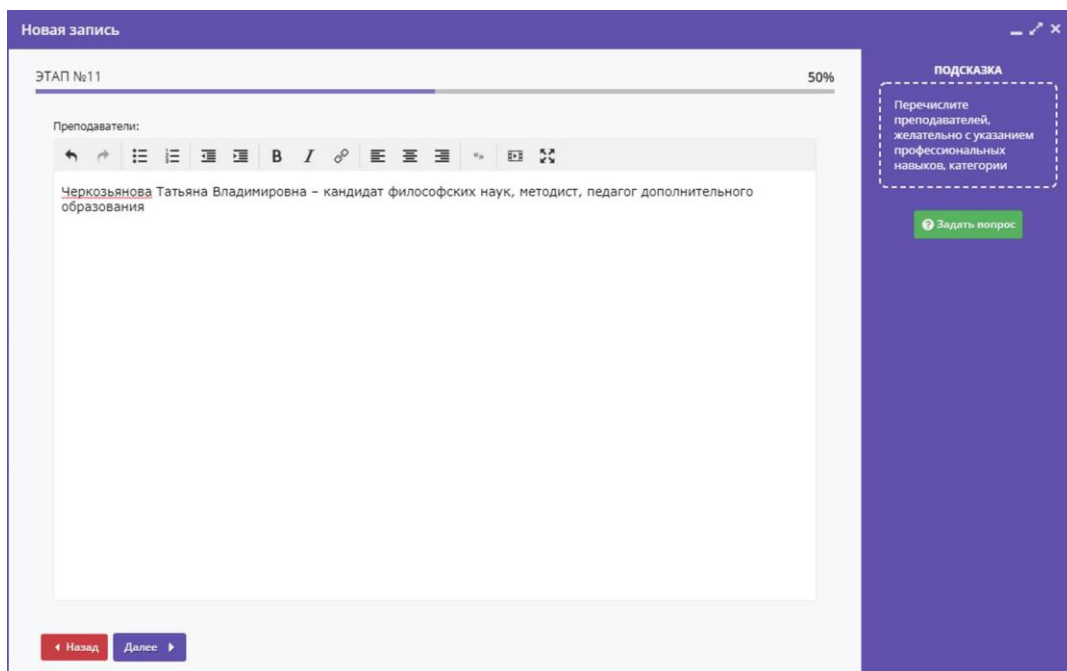 Новая запись
ЭТАП №11
50%
Преподаватели:
Черкозьянова Татьяна Владимировна – кандидат философских наук, методист, педагог дополнительного
образования
Назад
Далее
ПОДСКАЗКА
Перечислите
преподавателей,
желательно с указанием
профессиональных
навыков, категории
Задать вопрос